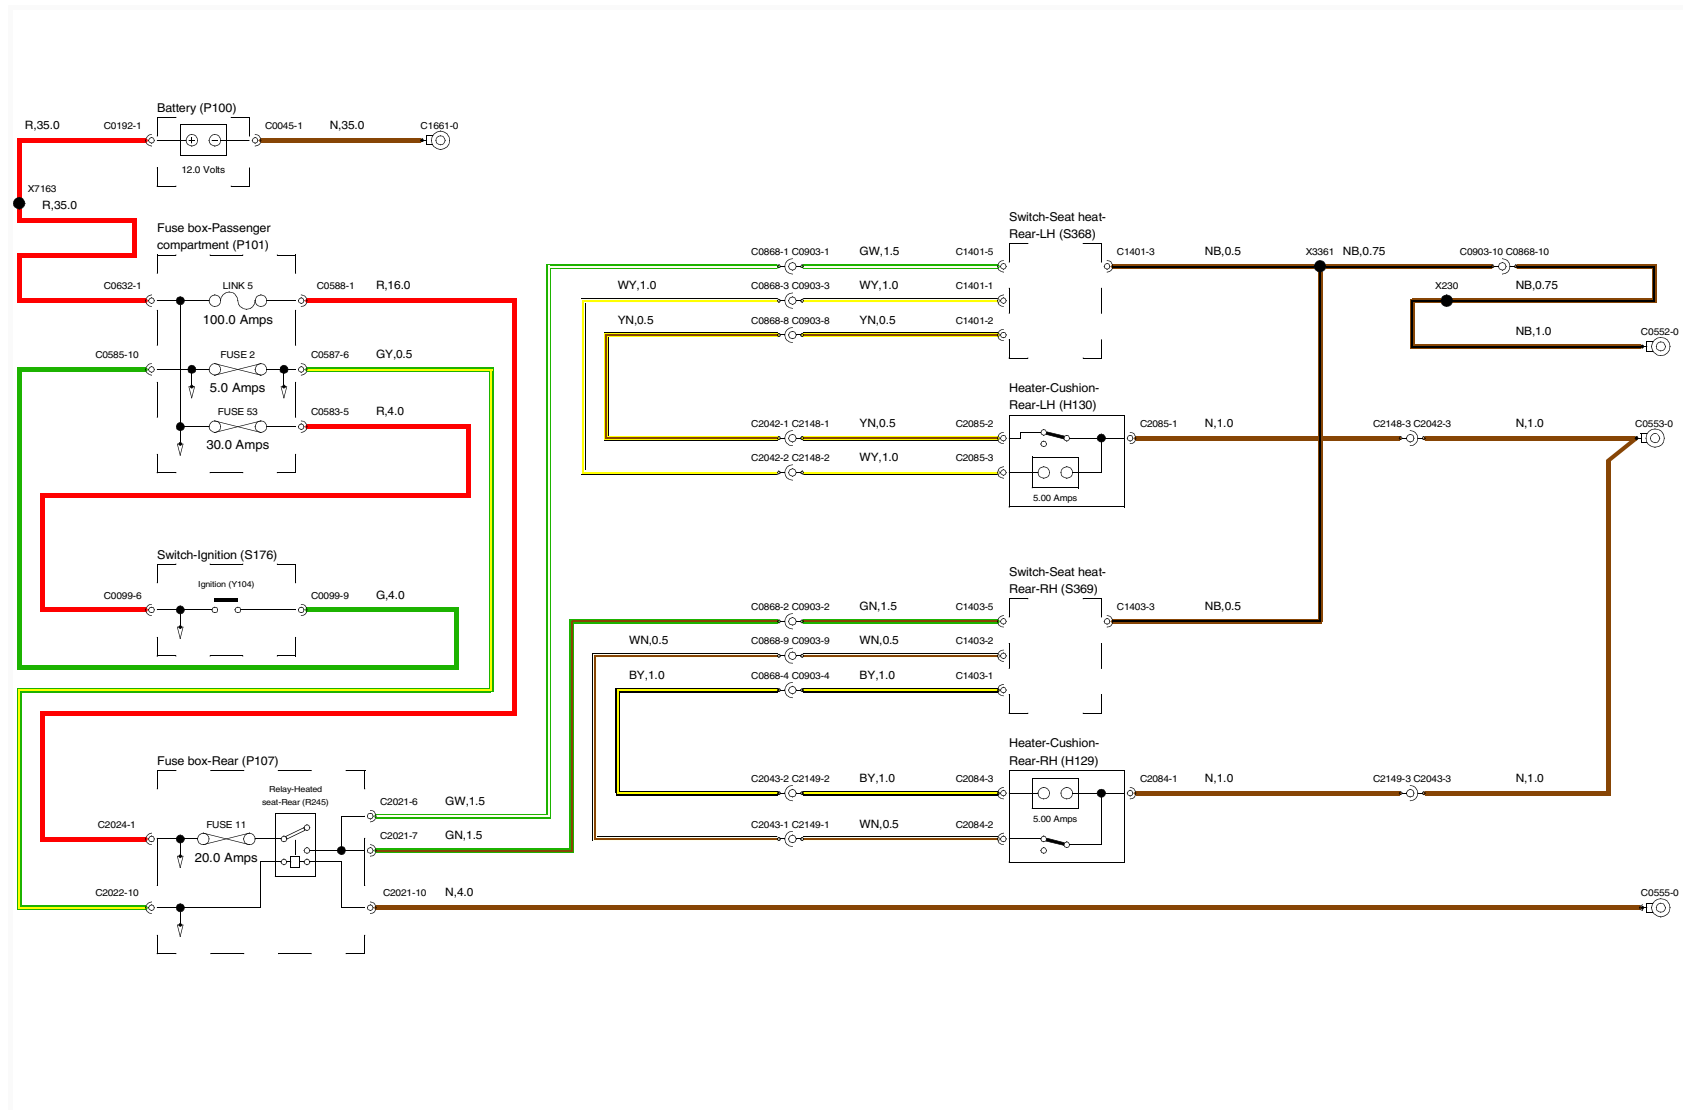 Battery (P100)
R,35.0 C0192-1 C0045-1 N,35.0 C1661-0
12.0 Volts
X7163
R,35.0
Fuse box-Passenger
compartment (P101)
C0632-1 LINK 5 C0588-1 R,16.0
100.0 Amps
C0585-10 FUSE 2 C0587-6 GY,0.5
5.0 Amps
FUSE 53 C0583-5 R,4.0
30.0 Amps
Switch-Ignition (S176)
Ignition (Y104)
C0099-6 C0099-9 G,4.0
Fuse box-Rear (P107)
Relay-Heated
seat-Rear (R245)
C2021-6 GW,1.5
C2024-1 FUSE 11 C2021-7 GN,1.5
20.0 Amps
C2022-10 C2021-10 N,4.0 C0555-0
Switch-Seat heat-
Rear-LH (S368)
C0868-1 C0903-1 GW,1.5 C1401-5 C1401-3 NB,0.5 X3361 NB,0.75 C0903-10 C0868-10
WY,1.0 C0868-3 C0903-3 WY,1.0 C1401-1 X230 NB,0.75
YN,0.5 C0868-8 C0903-8 YN,0.5 C1401-2 NB,1.0 C0552-0
Heater-Cushion-
Rear-LH (H130)
C2042-1 C2148-1 YN,0.5 C2085-2 C2085-1 N,1.0 C2148-3 C2042-3 N,1.0 C0553-0
C2042-2 C2148-2 WY,1.0 C2085-3
5.00 Amps
Switch-Seat heat-
Rear-RH (S369)
C0868-2 C0903-2 GN,1.5 C1403-5 C1403-3 NB,0.5
WN,0.5 C0868-9 C0903-9 WN,0.5 C1403-2
BY,1.0 C0868-4 C0903-4 BY,1.0 C1403-1
Heater-Cushion-
Rear-RH (H129)
C2043-2 C2149-2 BY,1.0 C2084-3 C2084-1 N,1.0 C2149-3 C2043-3 N,1.0
5.00 Amps
C2043-1 C2149-1 WN,0.5 C2084-2